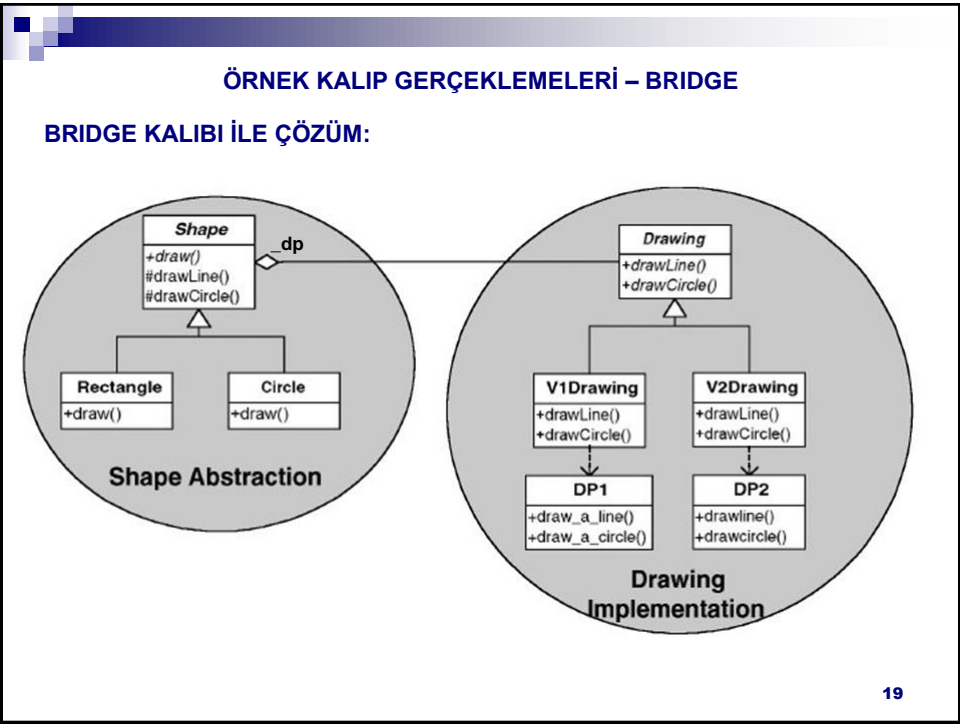 ÖRNEK KALIP GERÇEKLEMELERİ – BRIDGE
BRIDGE KALIBI İLE ÇÖZÜM:
Shape
+draw()
#drawLine()
#drawCircle()
_dp
Rectangle
+draw()
Circle
+draw()
Shape Abstraction
Drawing
+drawLine()
+drawCircle()
V1Drawing
+drawLine()
+drawCircle()
V2Drawing
+drawLine()
+drawCircle()
DP1
+draw_a_line()
+draw_a_circle()
DP2
+drawline()
+drawcircle()
Drawing
Implementation
19